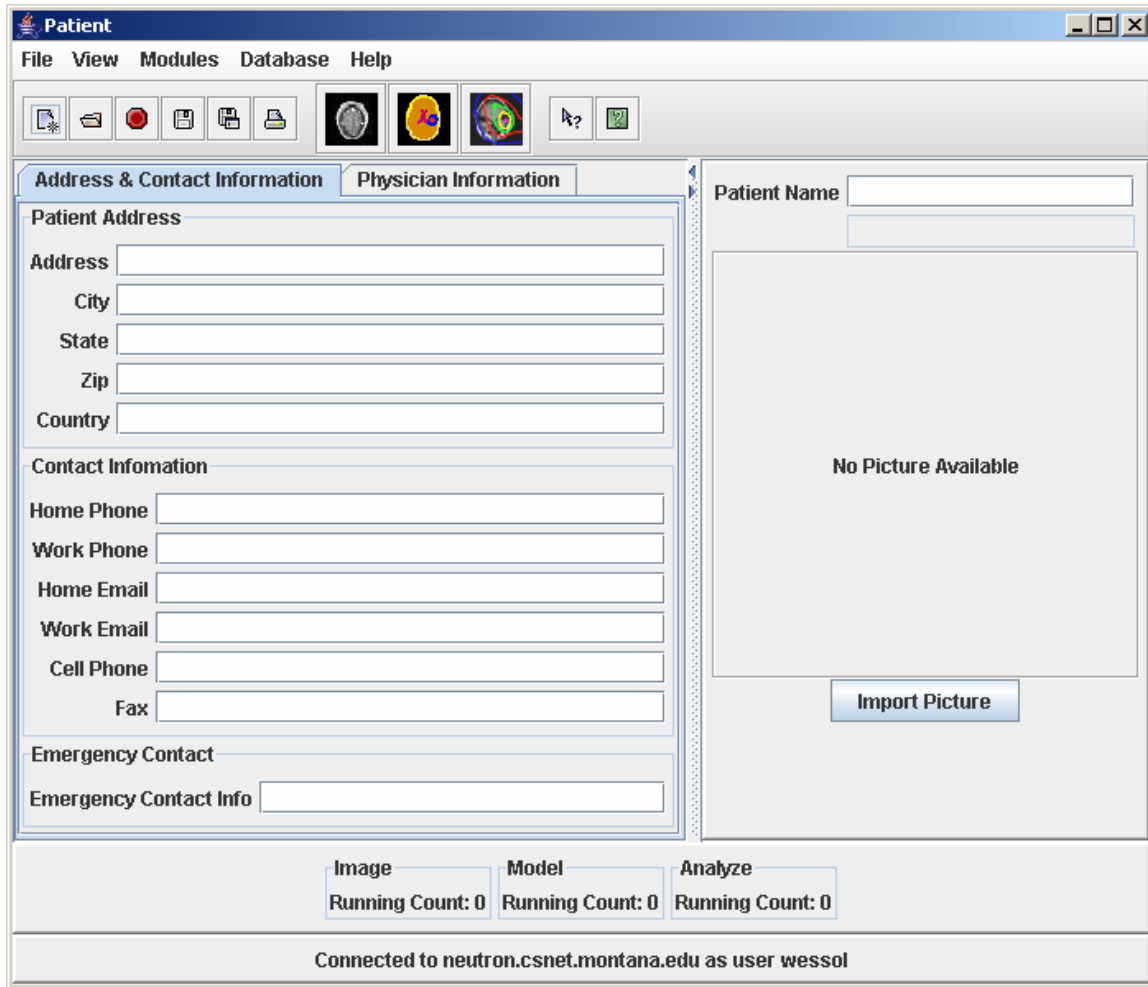 Patient
File View Modules Database Help
Address & Contact Information Physician Information
Patient Address
Address
City
State
Zip
Country
Contact Infomation
Home Phone
Work Phone
Home Email
Work Email
Cell Phone
Fax
Emergency Contact
Emergency Contact Info
Patient Name
No Picture Available
Import Picture
Image Model Analyze
Running Count: 0 Running Count: 0 Running Count: 0
Connected to neutron.csnet.montana.edu as user wessol